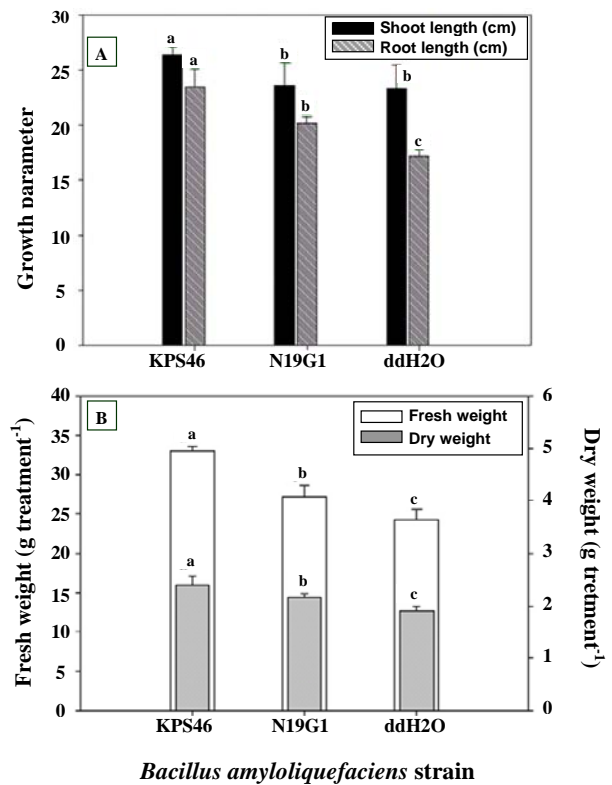 30
25
20
15
10
5
0
Growth parameter
A
Shoot length (cm)
Root length (cm)
a
a
b
b
b
c
KPS46
N19G1
ddH2O
40
35
30
25
20
15
10
5
0
Fresh weight (g treatment-1)
B
Fresh weight
Dry weight
a
b
c
a
b
c
6
5
4
3
2
1
0
Dry weight (g tretment-1)
KPS46
N19G1
ddH2O
Bacillus amyloliquefaciens strain